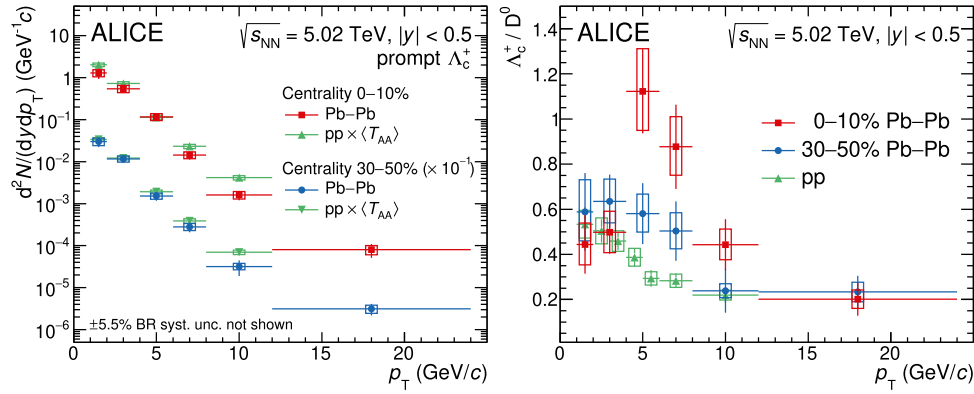 ALICE
√sNN = 5.02 TeV, |y| < 0.5
prompt Λc+
Centrality 0–10%
Pb–Pb
pp × ⟨TAA⟩
Centrality 30–50% (× 10⁻¹)
Pb–Pb
pp × ⟨TAA⟩
±5.5% BR syst. unc. not shown
d²N/(dydpT) (GeV⁻¹c)
10
1
10⁻¹
10⁻²
10⁻³
10⁻⁴
10⁻⁵
10⁻⁶
0 5 10 15 20
pT (GeV/c)
ALICE
√sNN = 5.02 TeV, |y| < 0.5
0–10% Pb–Pb
30–50% Pb–Pb
pp
Λc+ / D⁰
1.4
1.2
1
0.8
0.6
0.4
0.2
0 5 10 15 20
pT (GeV/c)